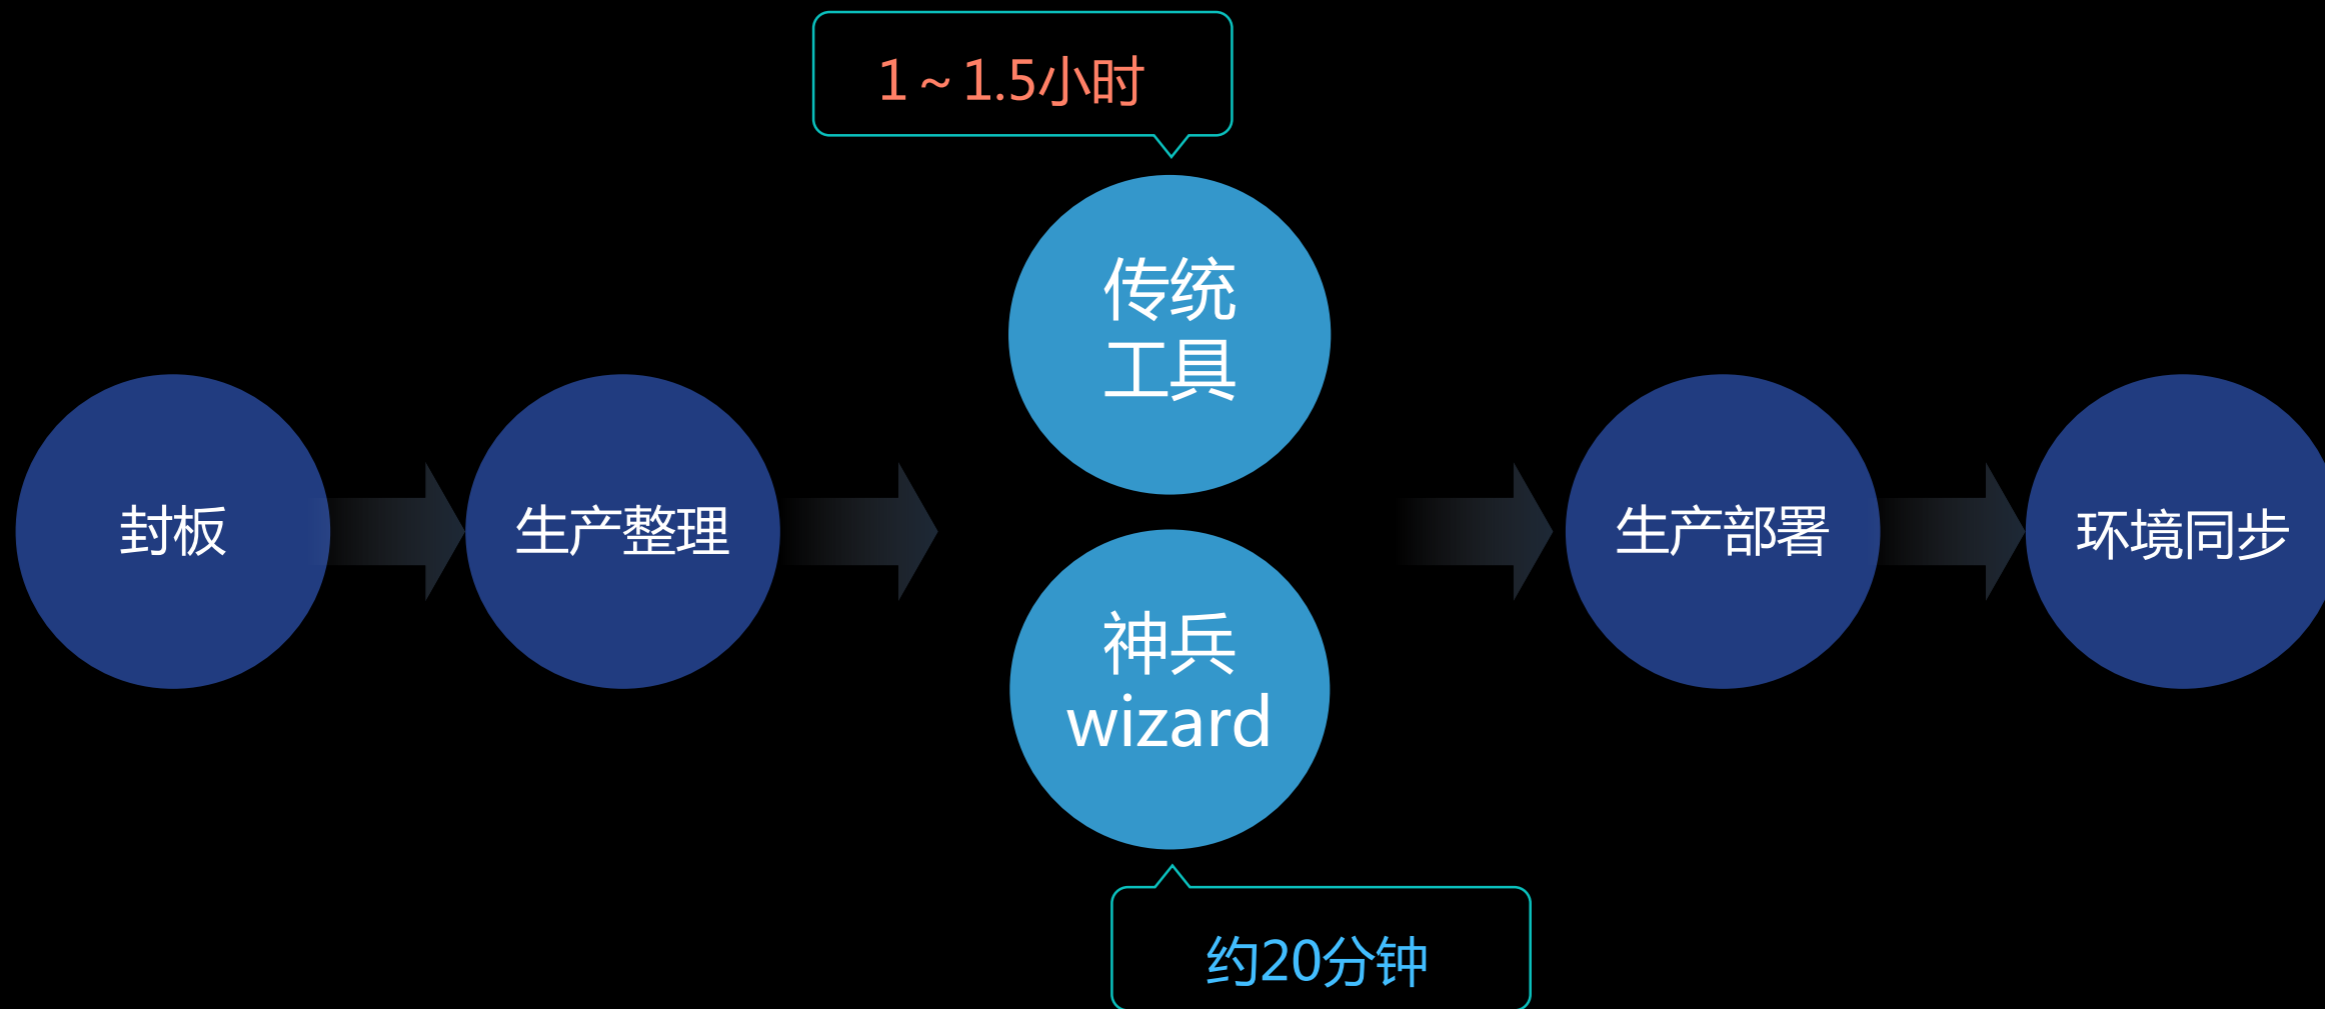 1～1.5小时
传统
工具
封板
生产整理
生产部署
环境同步
神兵
wizard
约20分钟